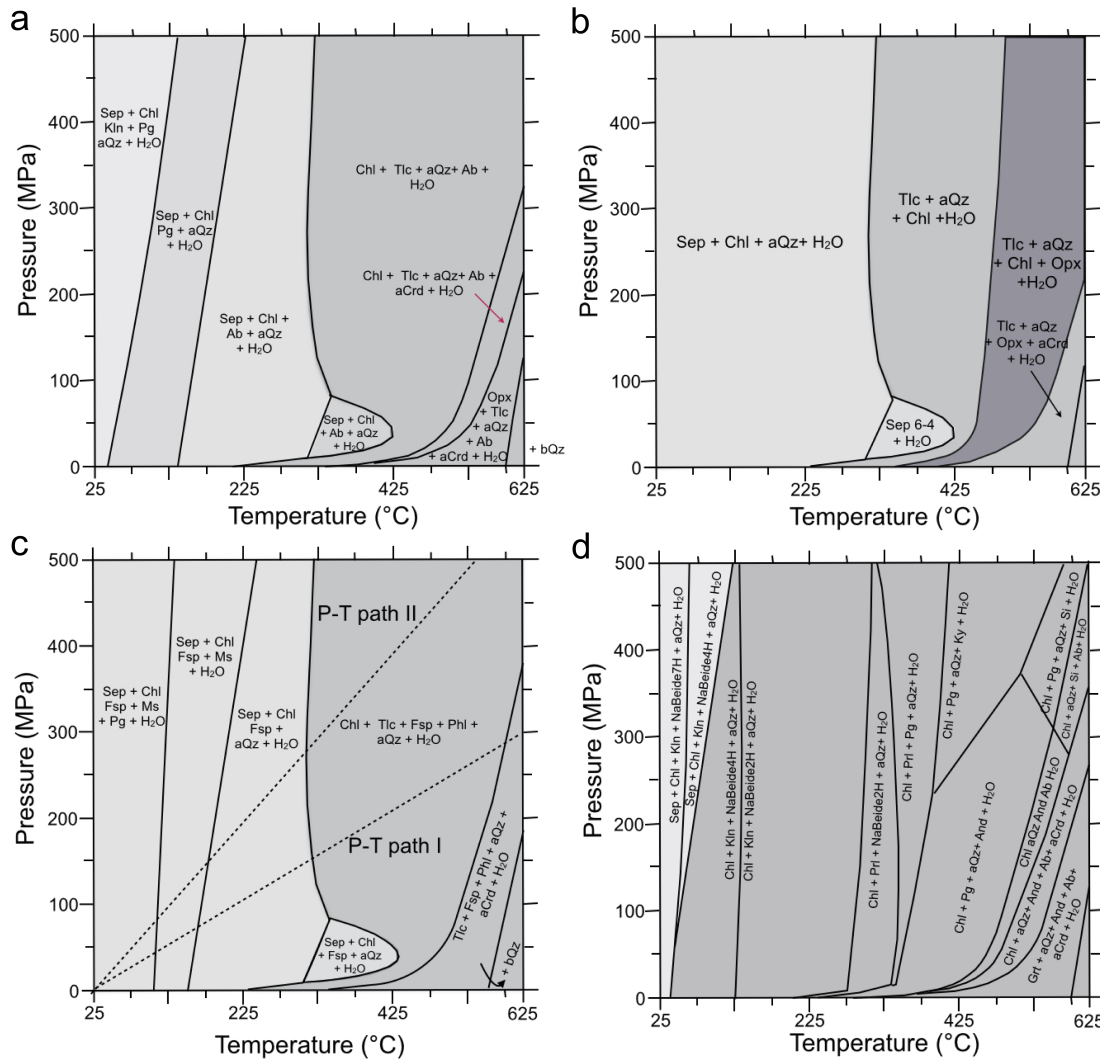 a
500
400
300
200
100
0
Pressure (MPa)
25
225
425
625
Temperature (°C)
Sep + Chl
Kln + Pg
aQz + H₂O
Sep + Chl
Pg + aQz
+ H₂O
Sep + Chl +
Ab + aQz
+ H₂O
Chl + Tlc + aQz+ Ab +
H₂O
Chl + Tlc + aQz+ Ab +
aCrd + H₂O
Sep + Chl
+ Ab + aQz
+ H₂O
Opx
+ Tlc
+ aQz
+ Ab
+ aCrd + H₂O
+ bQz
b
500
400
300
200
100
0
Pressure (MPa)
25
225
425
625
Temperature (°C)
Sep + Chl + aQz+ H₂O
Tlc + aQz
+ Chl +H₂O
Tlc + aQz
+ Chl + Opx
+H₂O
Tlc + aQz
+ Opx + aCrd
+ H₂O
Sep 6-4
+ H₂O
c
500
400
300
200
100
0
Pressure (MPa)
25
225
425
625
Temperature (°C)
Sep + Chl
Fsp + Ms
+ Pg + H₂O
Sep + Chl
Fsp + Ms
+ H₂O
Sep + Chl
Fsp +
aQz + H₂O
P-T path II
Chl + Tlc + Fsp + Phl +
aQz + H₂O
P-T path I
Sep + Chl
+ Fsp + aQz
+ H₂O
Tlc + Fsp + Phl + aQz +
aCrd + H₂O
+ bQz
d
500
400
300
200
100
0
Pressure (MPa)
25
225
425
625
Temperature (°C)
Sep + Chl + Kln + NaBeide7H + aQz+ H₂O
Sep + Chl + Kln + NaBeide4H + aQz+ H₂O
Chl + Kln + NaBeide4H + aQz+ H₂O
Chl + Kln + NaBeide2H + aQz+ H₂O
Chl + Prl + NaBeide2H + aQz+ H₂O
Chl + Prl + Pg + aQz+ H₂O
Chl + Pg + aQz+ Ky + H₂O
Chl + Pg + aQz+ And + H₂O
Chl + Pg + aQz+ Si + H₂O
Chl + aQz+ Si + Ab+ H₂O
Chl aQZ And Ab H₂O
Chl + aQz+ And + Ab+ aCrd + H₂O
Grt + aQz+ And + Ab+
aCrd + H₂O